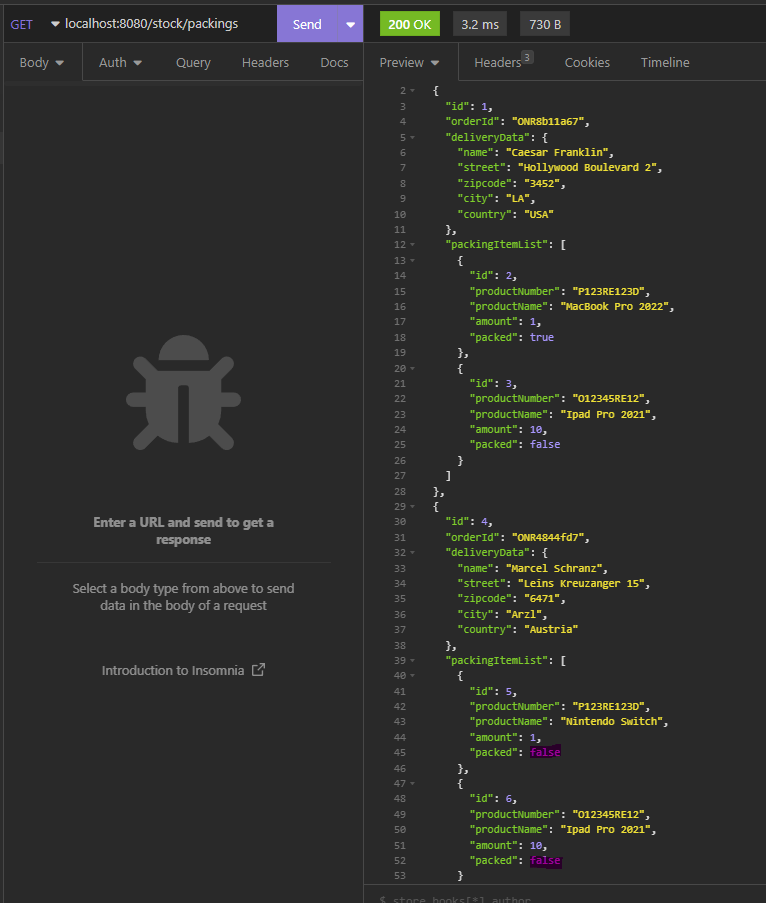 GET localhost:8080/stock/packings Send 200 OK 3.2 ms 730 B
Body Auth Query Headers Docs Preview Headers 3 Cookies Timeline
2 {
3 "id": 1,
4 "orderId": "ONR8b11a67",
5 "deliveryData": {
6 "name": "Caesar Franklin",
7 "street": "Hollywood Boulevard 2",
8 "zipcode": "3452",
9 "city": "LA",
10 "country": "USA"
11 },
12 "packingItemList": [
13 {
14 "id": 2,
15 "productNumber": "P123RE123D",
16 "productName": "MacBook Pro 2022",
17 "amount": 1,
18 "packed": true
19 },
20 {
21 "id": 3,
22 "productNumber": "O12345RE12",
23 "productName": "Ipad Pro 2021",
24 "amount": 10,
25 "packed": false
26 }
27 ]
28 },
29 {
30 "id": 4,
31 "orderId": "ONR4844fd7",
32 "deliveryData": {
33 "name": "Marcel Schranz",
34 "street": "Leins Kreuzanger 15",
35 "zipcode": "6471",
36 "city": "Arzl",
37 "country": "Austria"
38 },
39 "packingItemList": [
40 {
41 "id": 5,
42 "productNumber": "P123RE123D",
43 "productName": "Nintendo Switch",
44 "amount": 1,
45 "packed": false
46 },
47 {
48 "id": 6,
49 "productNumber": "O12345RE12",
50 "productName": "Ipad Pro 2021",
51 "amount": 10,
52 "packed": false
53 }
$.store.books[*].author
Enter a URL and send to get a
response
Select a body type from above to send
data in the body of a request
Introduction to Insomnia